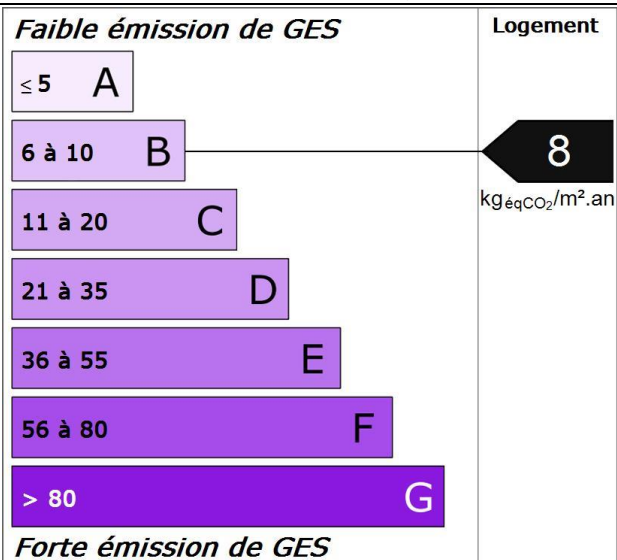 Faible émission de GES
Logement
≤ 5 A
6 à 10 B
8
kgéqCO₂/m².an
11 à 20 C
21 à 35 D
36 à 55 E
56 à 80 F
> 80 G
Forte émission de GES